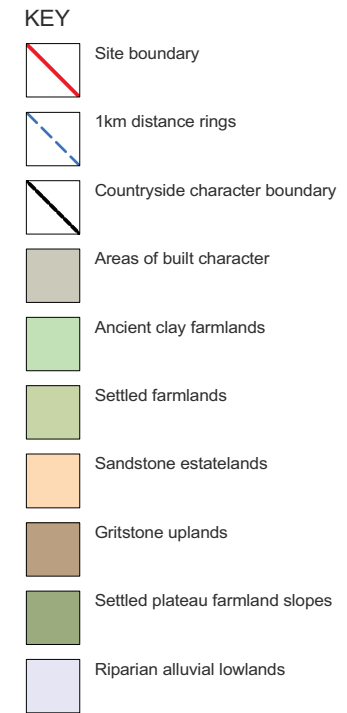 KEY
Site boundary
1km distance rings
Countryside character boundary
Areas of built character
Ancient clay farmlands
Settled farmlands
Sandstone estatelands
Gritstone uplands
Settled plateau farmland slopes
Riparian alluvial lowlands